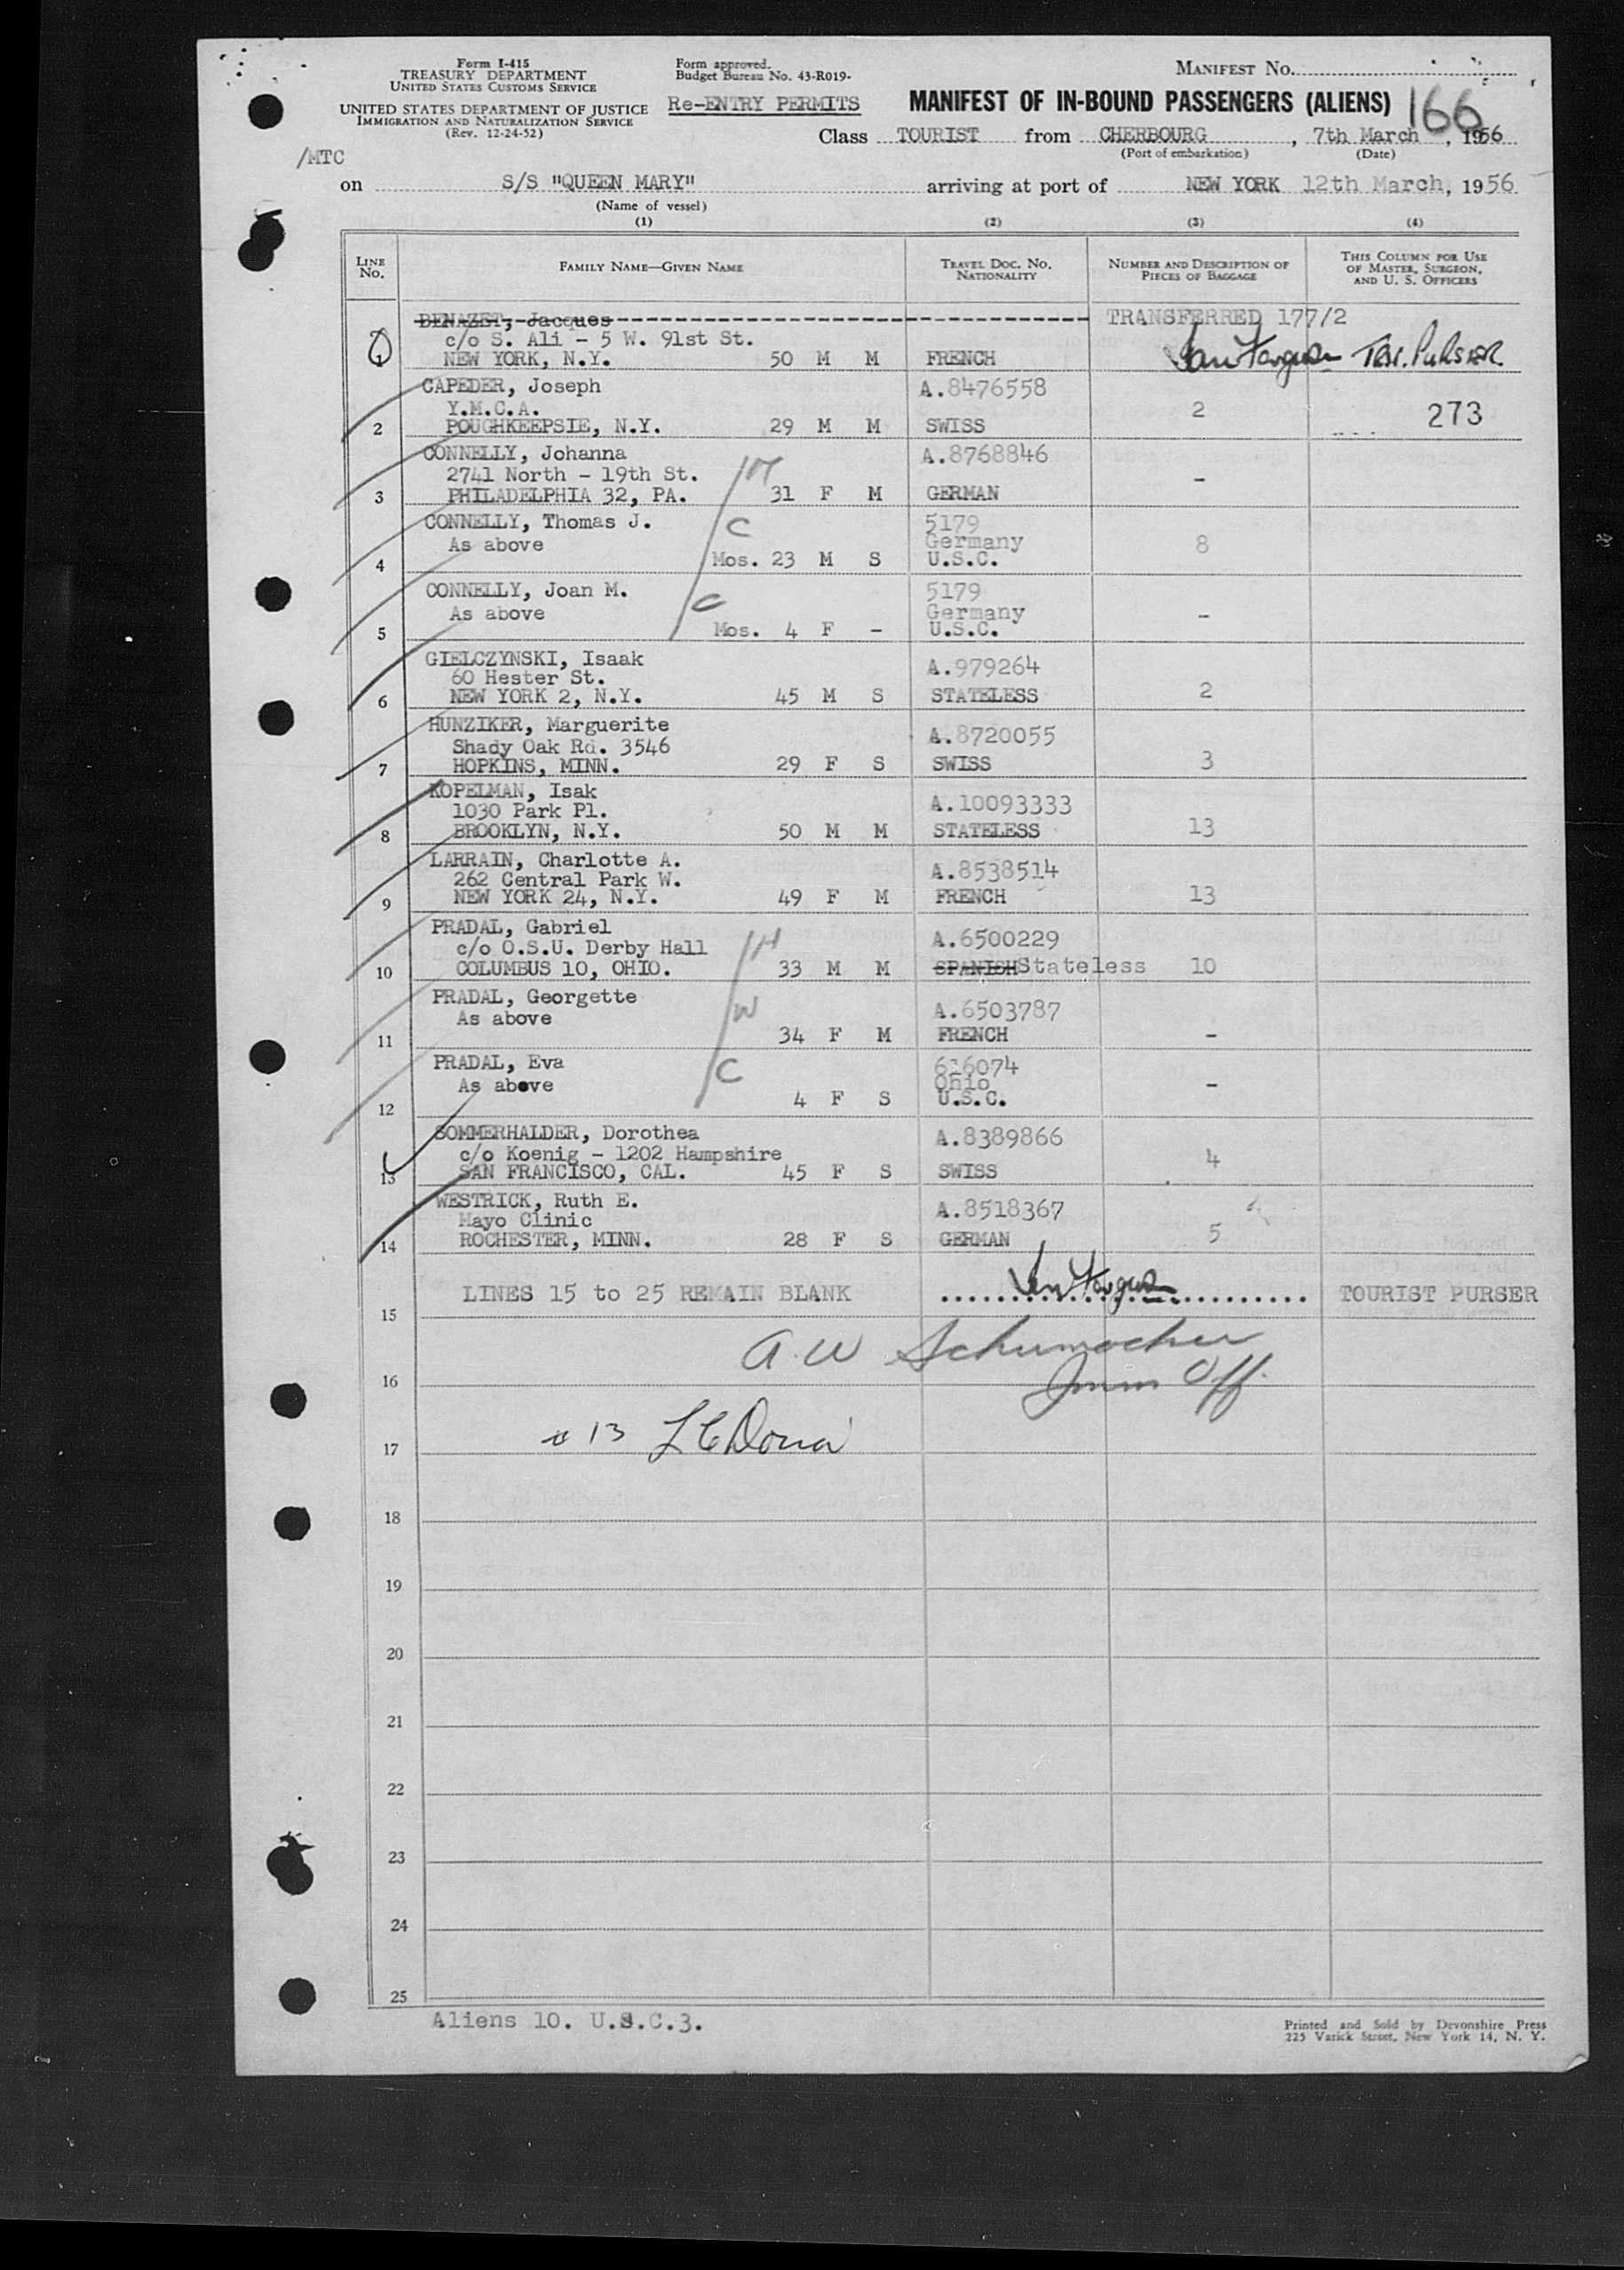 Form I-415
TREASURY DEPARTMENT
UNITED STATES CUSTOMS SERVICE
UNITED STATES DEPARTMENT OF JUSTICE
IMMIGRATION AND NATURALIZATION SERVICE
(Rev. 12-24-52)
Form approved.
Budget Bureau No. 43-R019-
Re-ENTRY PERMITS
MANIFEST NO.
MANIFEST OF IN-BOUND PASSENGERS (ALIENS) 166
Class TOURIST from CHERBOURG, 7th March, 1956
(Port of embarkation) (Date)
/MTC
on S/S "QUEEN MARY" arriving at port of NEW YORK 12th March, 1956
(Name of vessel)
(1) (2) (3) (4)
LINE NO.
FAMILY NAME—GIVEN NAME
TRAVEL DOC. NO. NATIONALITY
NUMBER AND DESCRIPTION OF PIECES OF BAGGAGE
THIS COLUMN FOR USE OF MASTER, SURGEON, AND U. S. OFFICERS
BENAZET, Jacques TRANSFERRED 177/2
c/o S. Ali - 5 W. 91st St.
1 NEW YORK, N.Y. 50 M M FRENCH
CAPEDER, Joseph A.8476558
Y.M.C.A. 2 273
2 POUGHKEEPSIE, N.Y. 29 M M SWISS
CONNELLY, Johanna A.8768846
2741 North - 19th St. -
3 PHILADELPHIA 32, PA. 31 F M GERMAN
CONNELLY, Thomas J. C 5179
As above Germany 8
4 Mos. 23 M S U.S.C.
CONNELLY, Joan M. C 5179
As above Germany -
5 Mos. 4 F - U.S.C.
GIELCZYNSKI, Isaak A.979264
60 Hester St.
6 NEW YORK 2, N.Y. 45 M S STATELESS 2
HUNZIKER, Marguerite A.8720055
Shady Oak Rd. 3546
7 HOPKINS, MINN. 29 F S SWISS 3
KOPELMAN, Isak A.10093333
1030 Park Pl.
8 BROOKLYN, N.Y. 50 M M STATELESS 13
LARRAIN, Charlotte A. A.8538514
262 Central Park W.
9 NEW YORK 24, N.Y. 49 F M FRENCH 13
PRADAL, Gabriel A.6500229
c/o O.S.U. Derby Hall H
10 COLUMBUS 10, OHIO. 33 M M SPANISH Stateless 10
PRADAL, Georgette W A.6503787
As above
11 34 F M FRENCH -
PRADAL, Eva C 636074
As above Ohio -
12 4 F S U.S.C.
SOMMERHALDER, Dorothea A.8389866
c/o Koenig - 1202 Hampshire 4
13 SAN FRANCISCO, CAL. 45 F S SWISS
WESTRICK, Ruth E. A.8518367
Mayo Clinic
14 ROCHESTER, MINN. 28 F S GERMAN 5
LINES 15 to 25 REMAIN BLANK TOURIST PURSER
15
A. W Schumacher
16 Imm Off.
17 13
18
19
20
21
22
23
24
25
Aliens 10. U.S.C.3.
Printed and Sold by Devonshire Press
225 Varick Street, New York 14, N. Y.